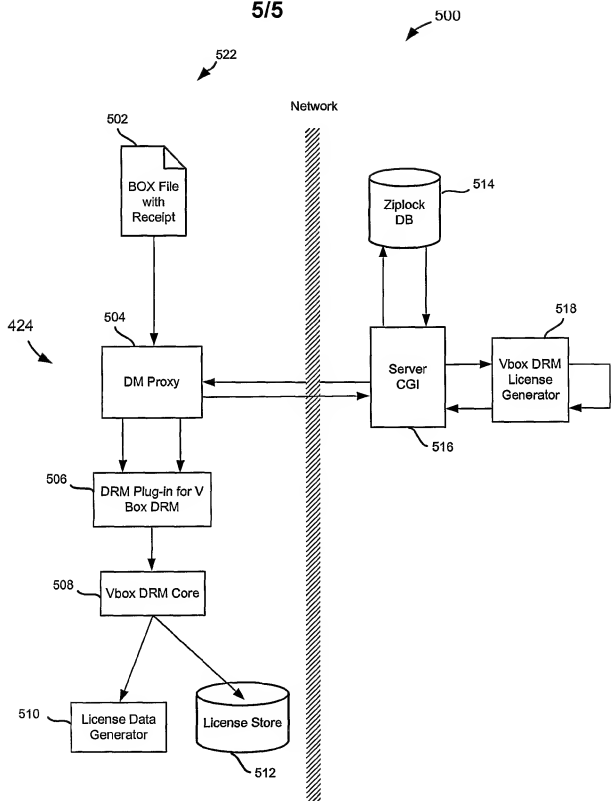 5/5
500
522
Network
502
BOX File
with
Receipt
514
Ziplock
DB
424
504
DM Proxy
518
Server
CGI
Vbox DRM
License
Generator
516
506
DRM Plug-in for V
Box DRM
508
Vbox DRM Core
510
License Data
Generator
License Store
512